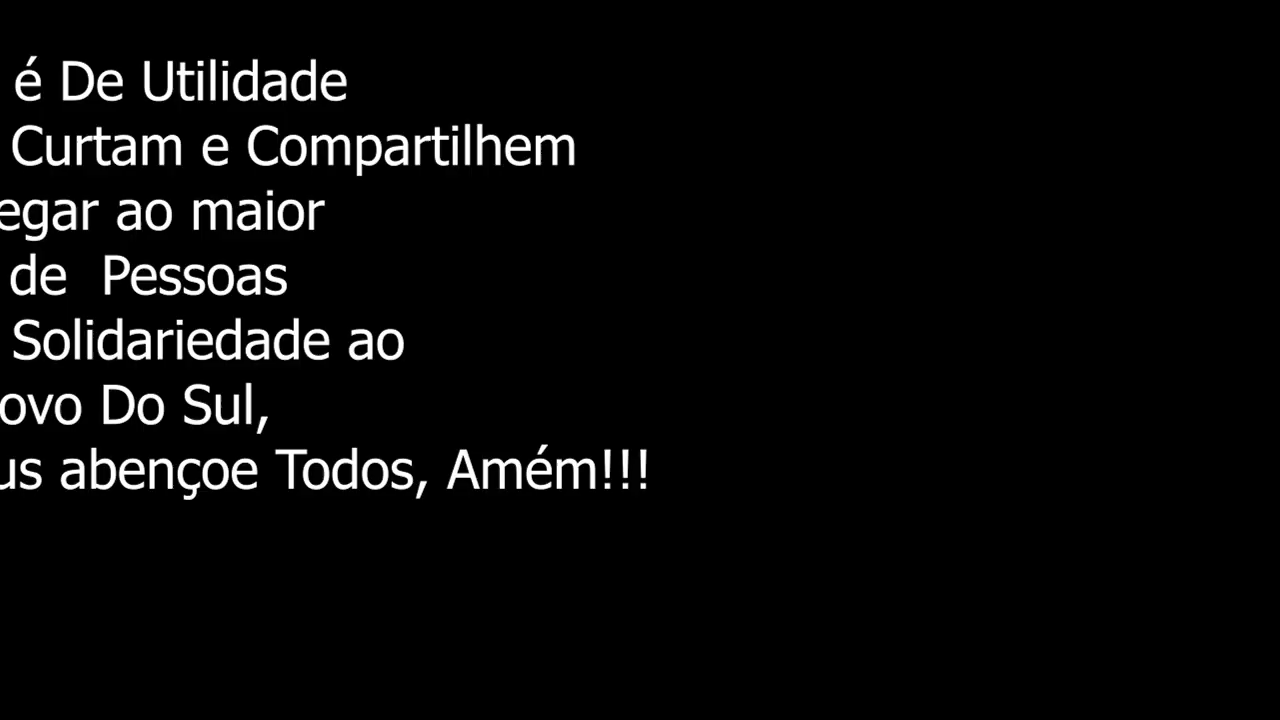 é De Utilidade
Curtam e Compartilhem
egar ao maior
de  Pessoas
Solidariedade ao
ovo Do Sul,
us abençoe Todos, Amém!!!